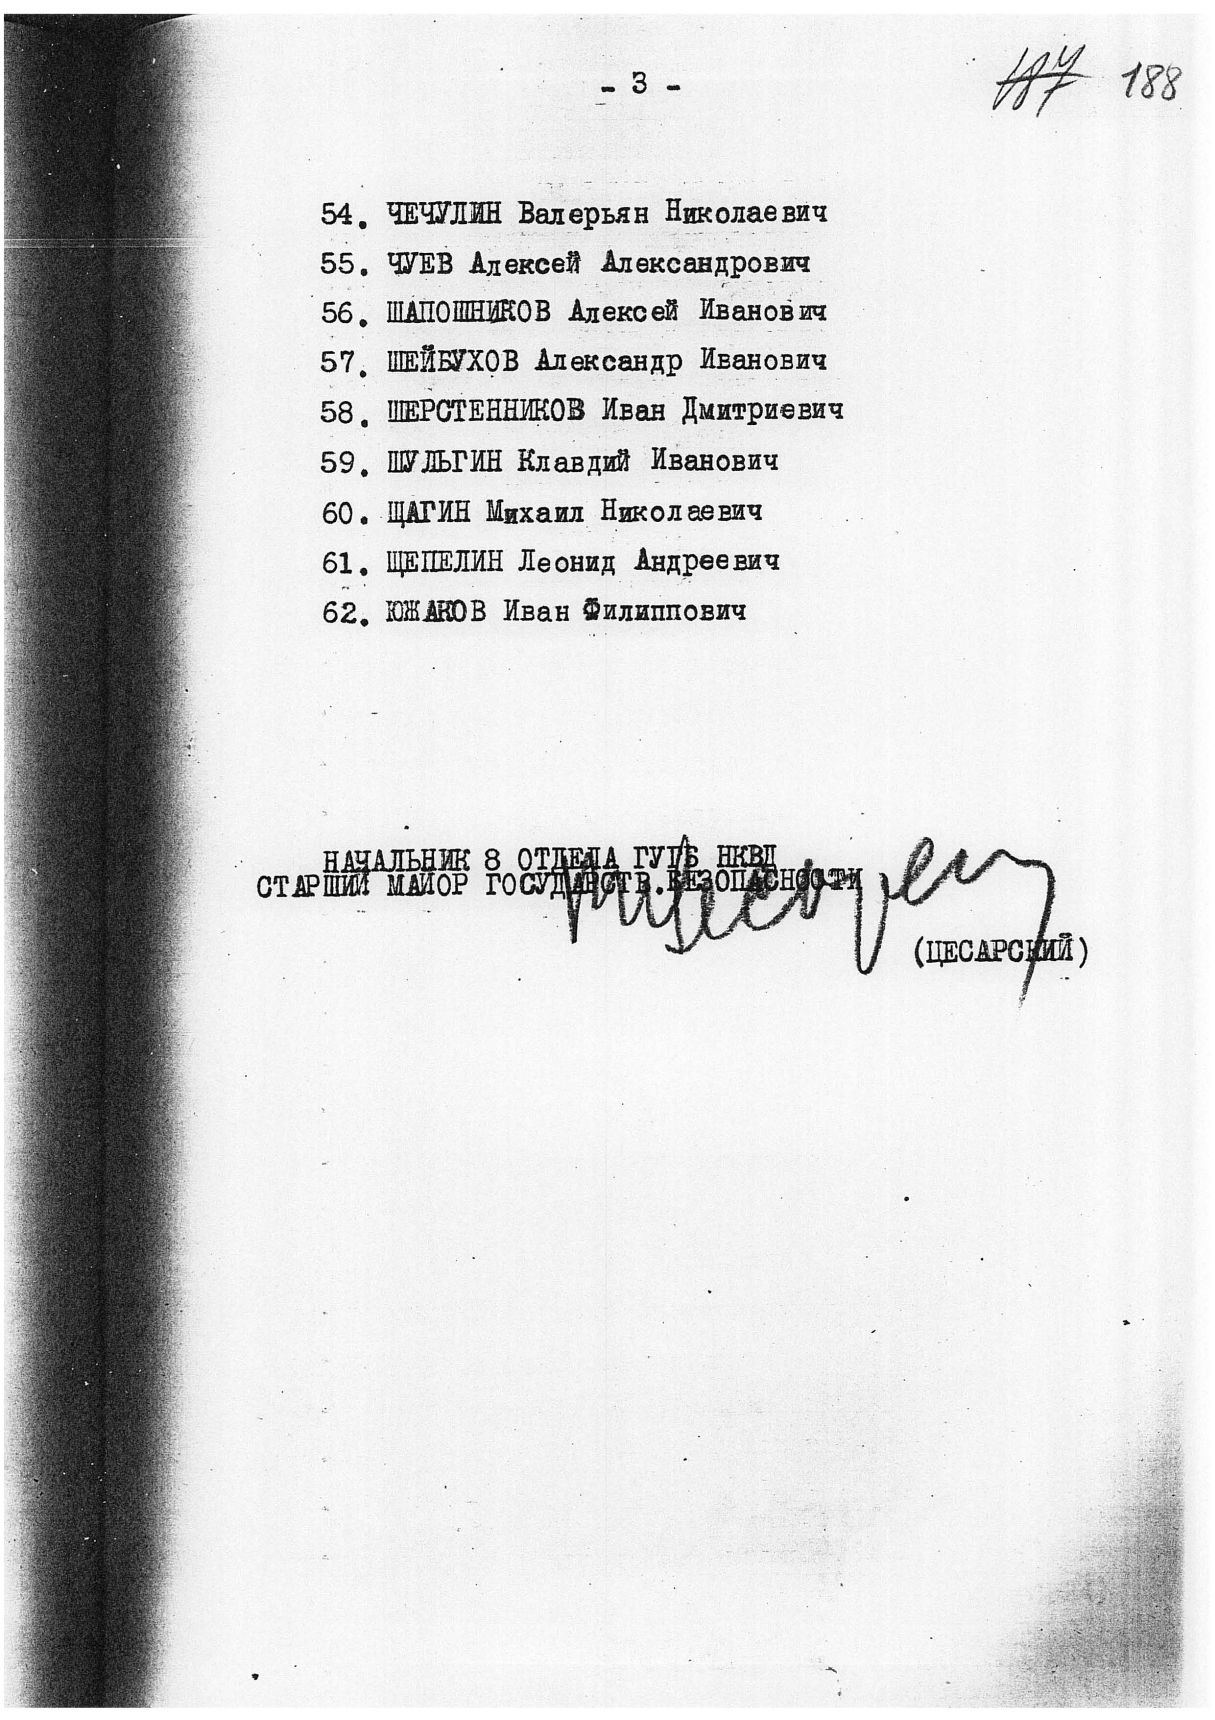 - 3 -
187 188
54. ЧЕЧУЛИН Валерьян Николаевич
55. ЧУЕВ Алексей Александрович
56. ШАПОШНИКОВ Алексей Иванович
57. ШЕЙБУХОВ Александр Иванович
58. ШЕРСТЕННИКОВ Иван Дмитриевич
59. ШУЛЬГИН Клавдий Иванович
60. ЩАГИН Михаил Николаевич
61. ЩЕПЕЛИН Леонид Андреевич
62. ЮЖАКОВ Иван Филиппович
НАЧАЛЬНИК 8 ОТДЕЛА ГУГБ НКВД
СТАРШИЙ МАЙОР ГОСУДАРСТВ.БЕЗОПАСНОСТИ
(ЦЕСАРСКИЙ)